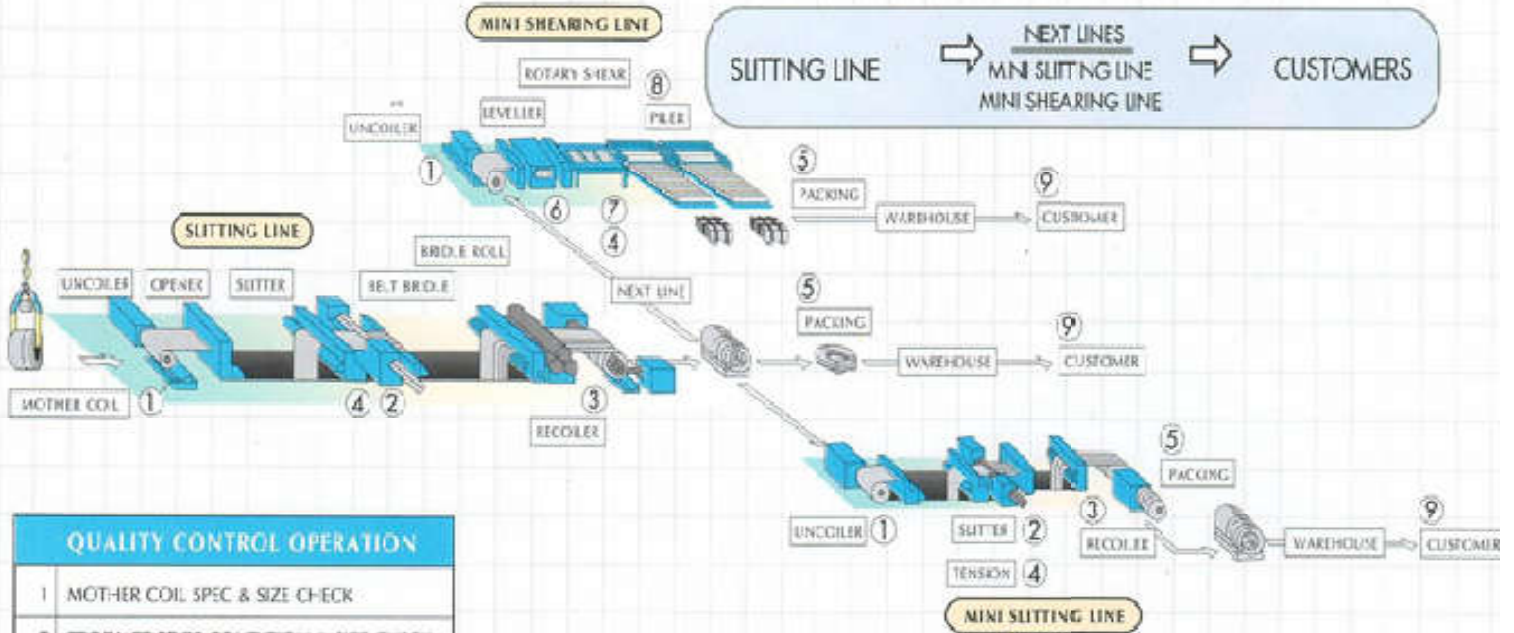 MINI SHEARING LINE
ROTARY SHEAR
8
LEVELLER
PILER
UNCOILER
1
6
7
4
5
PACKING
WAREHOUSE
9
CUSTOMER
SLITTING LINE
NEXT LINES
MINI SLITTING LINE
MINI SHEARING LINE
CUSTOMERS
SLITTING LINE
BRIDLE ROLL
UNCOILER
OPENER
SLITTER
BELT BRIDLE
NEXT LINE
MOTHER COIL
1
4
2
3
RECOILER
5
PACKING
WAREHOUSE
9
CUSTOMER
UNCOILER
1
SLITTER
2
TENSION
4
3
RECOILER
5
PACKING
WAREHOUSE
9
CUSTOMER
MINI SLITTING LINE
QUALITY CONTROL OPERATION
1 MOTHER COIL SPEC & SIZE CHECK